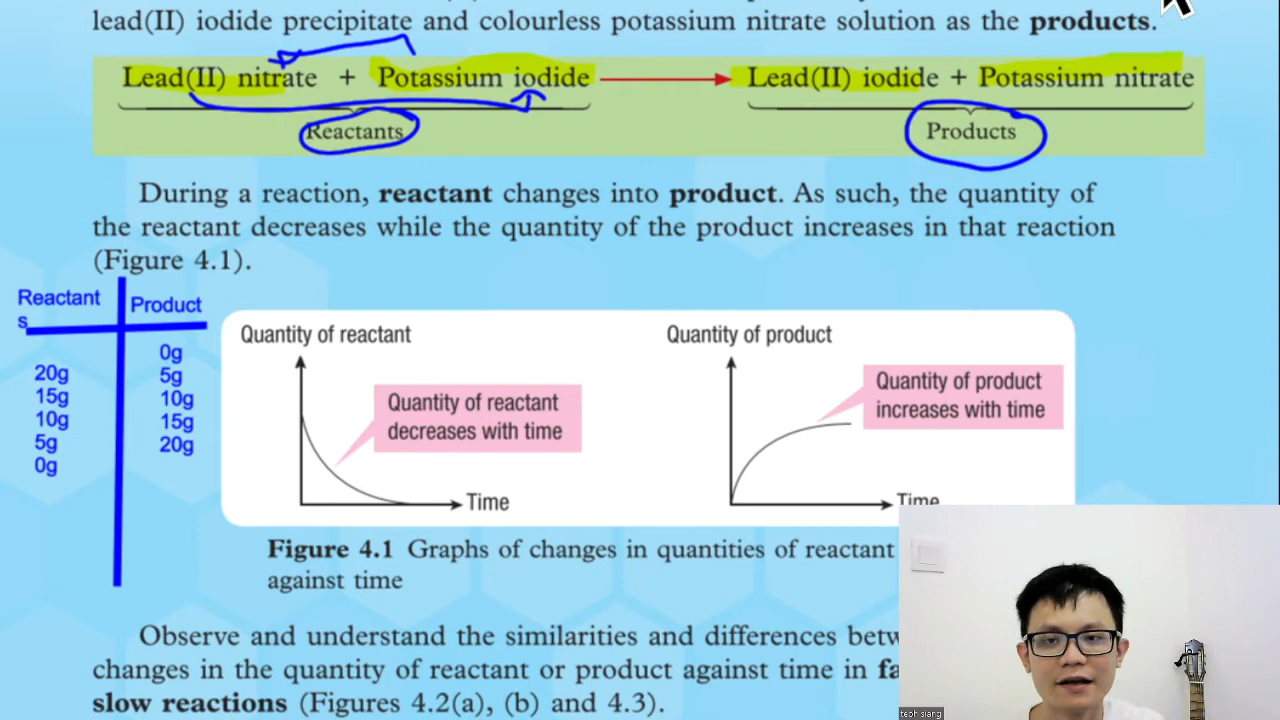 lead(II) iodide precipitate and colourless potassium nitrate solution as the products.
Lead(II) nitrate + Potassium iodide Lead(II) iodide + Potassium nitrate
Reactants Products
During a reaction, reactant changes into product. As such, the quantity of
the reactant decreases while the quantity of the product increases in that reaction
(Figure 4.1).
Reactant
s
Product
0g
20g 5g
15g 10g
10g 15g
5g 20g
0g
Quantity of reactant
Quantity of reactant
decreases with time
Time
Quantity of product
Quantity of product
increases with time
Time
Figure 4.1 Graphs of changes in quantities of reactant
against time
Observe and understand the similarities and differences betw
changes in the quantity of reactant or product against time in fa
slow reactions (Figures 4.2(a), (b) and 4.3).
teoh siang